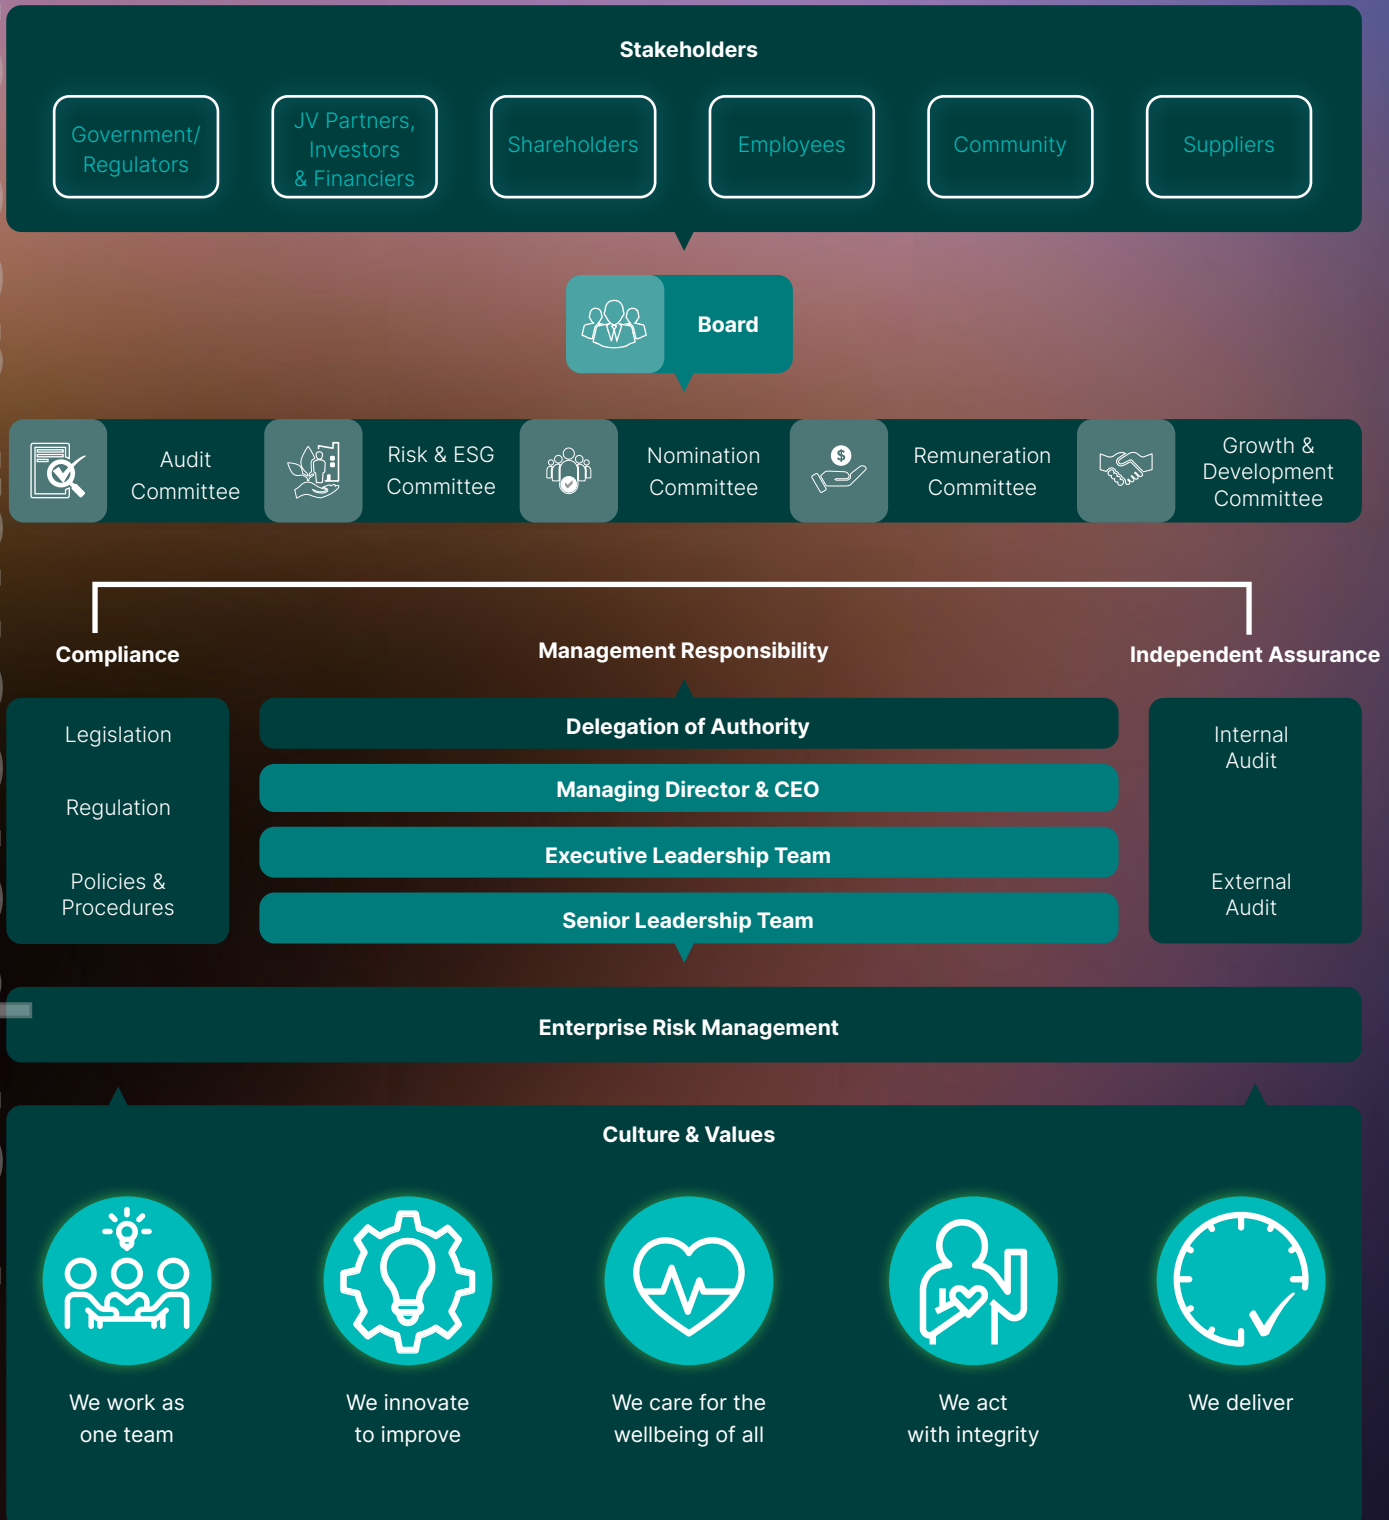 Stakeholders
Government/
Regulators
JV Partners,
Investors
& Financiers
Shareholders
Employees
Community
Suppliers
Board
Audit
Committee
Risk & ESG
Committee
Nomination
Committee
$
Remuneration
Committee
Growth &
Development
Committee
Compliance
Management Responsibility
Independent Assurance
Legislation
Regulation
Policies &
Procedures
Delegation of Authority
Managing Director & CEO
Executive Leadership Team
Senior Leadership Team
Internal
Audit
External
Audit
Enterprise Risk Management
Culture & Values
We work as
one team
We innovate
to improve
We care for the
wellbeing of all
We act
with integrity
We deliver